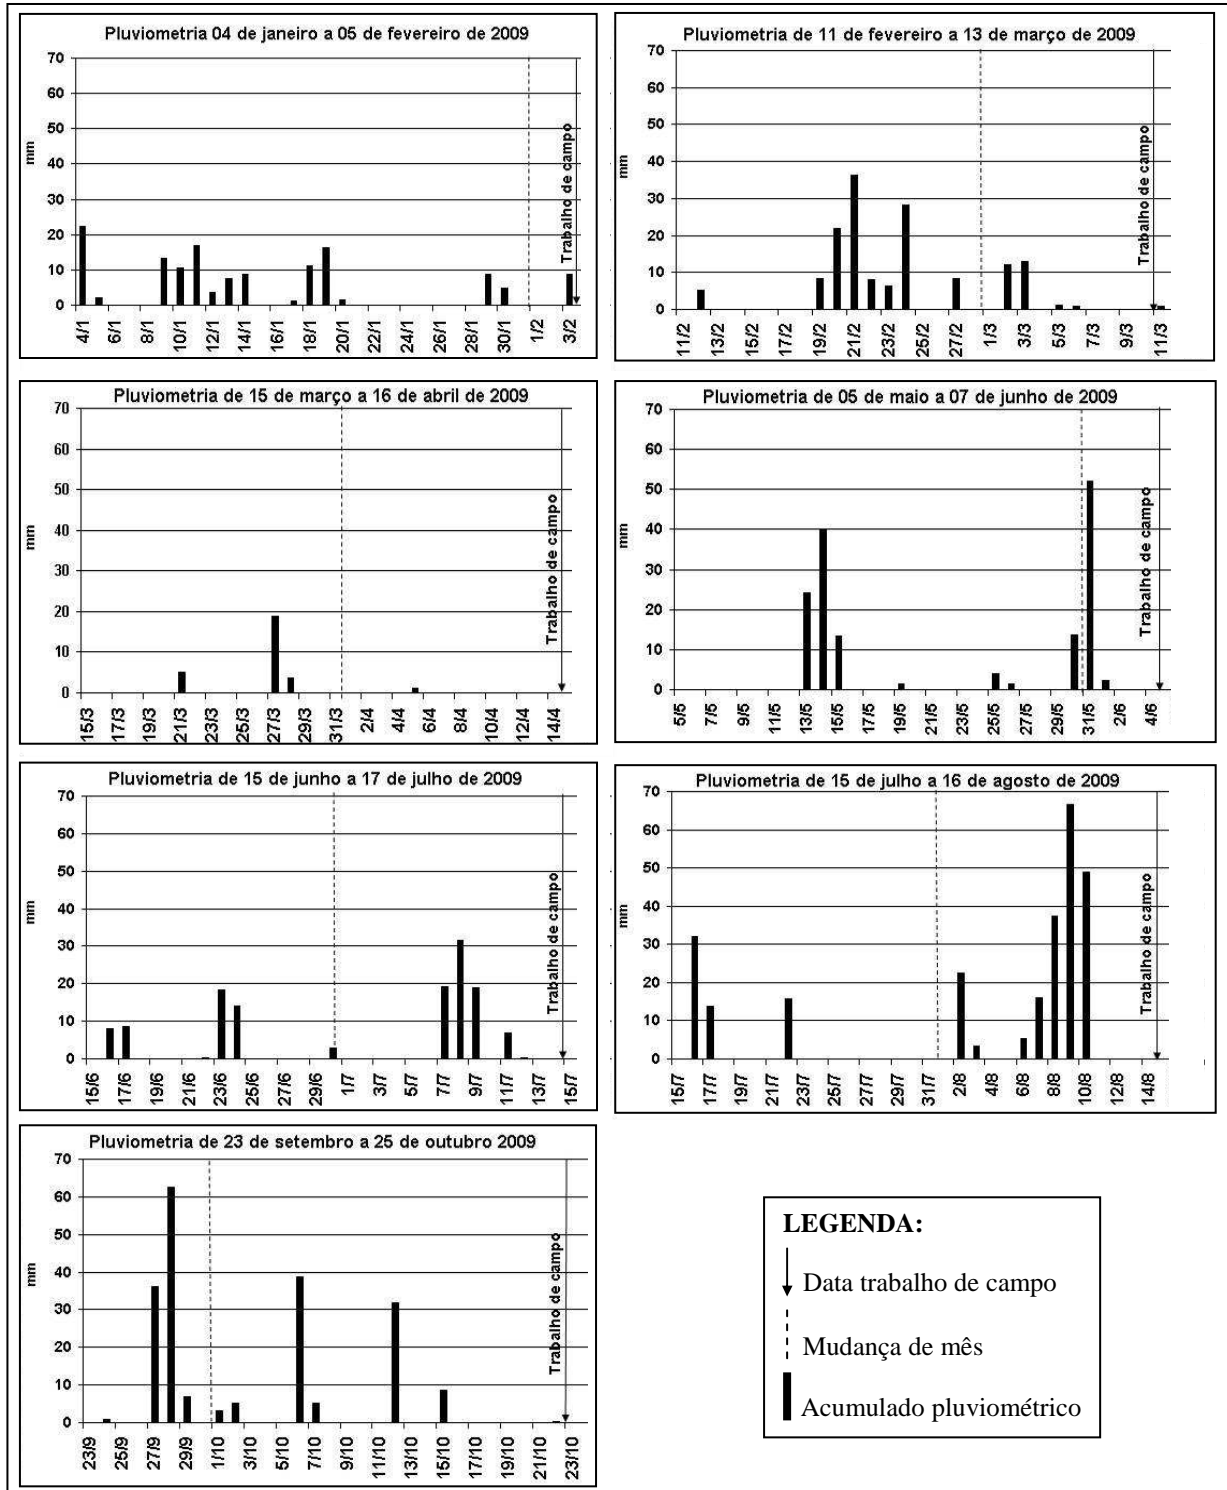 Pluviometria 04 de janeiro a 05 de fevereiro de 2009
70
60
50
40
30
20
10
0
mm
Trabalho de campo
4/1 6/1 8/1 10/1 12/1 14/1 16/1 18/1 20/1 22/1 24/1 26/1 28/1 30/1 1/2 3/2
Pluviometria de 11 de fevereiro a 13 de março de 2009
70
60
50
40
30
20
10
0
mm
Trabalho de campo
11/2 13/2 15/2 17/2 19/2 21/2 23/2 25/2 27/2 1/3 3/3 5/3 7/3 9/3 11/3
Pluviometria de 15 de março a 16 de abril de 2009
70
60
50
40
30
20
10
0
mm
Trabalho de campo
15/3 17/3 19/3 21/3 23/3 25/3 27/3 29/3 31/3 2/4 4/4 6/4 8/4 10/4 12/4 14/4
Pluviometria de 05 de maio a 07 de junho de 2009
70
60
50
40
30
20
10
0
mm
Trabalho de campo
5/5 7/5 9/5 11/5 13/5 15/5 17/5 19/5 21/5 23/5 25/5 27/5 29/5 31/5 2/6 4/6
Pluviometria de 15 de junho a 17 de julho de 2009
70
60
50
40
30
20
10
0
mm
Trabalho de campo
15/6 17/6 19/6 21/6 23/6 25/6 27/6 29/6 1/7 3/7 5/7 7/7 9/7 11/7 13/7 15/7
Pluviometria de 15 de julho a 16 de agosto de 2009
70
60
50
40
30
20
10
0
mm
Trabalho de campo
15/7 17/7 19/7 21/7 23/7 25/7 27/7 29/7 31/7 2/8 4/8 6/8 8/8 10/8 12/8 14/8
Pluviometria de 23 de setembro a 25 de outubro 2009
70
60
50
40
30
20
10
0
mm
Trabalho de campo
23/9 25/9 27/9 29/9 1/10 3/10 5/10 7/10 9/10 11/10 13/10 15/10 17/10 19/10 21/10 23/10
LEGENDA:
Data trabalho de campo
Mudança de mês
Acumulado pluviométrico